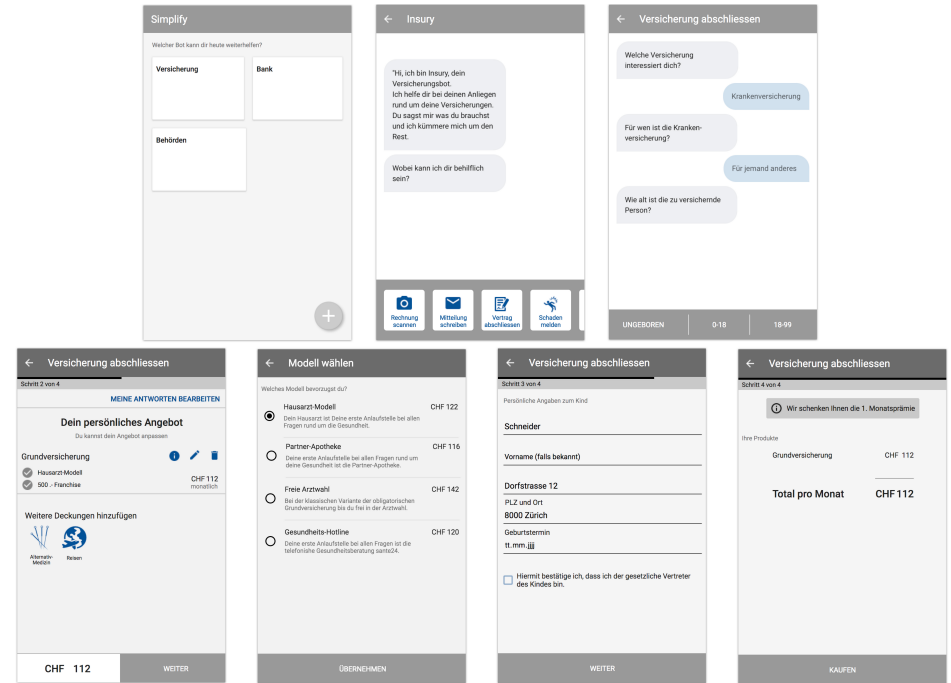 Simplify
Welcher Bot kann dir heute weiterhelfen?
Versicherung
Bank
Behörden
Insury
"Hi, ich bin Insury, dein
Versicherungsbot.
Ich helfe dir bei deinen Anliegen
rund um deine Versicherungen.
Du sagst mir was du brauchst
und ich kümmere mich um den
Rest.
Wobei kann ich dir behilflich
sein?
Rechnung
scannen
Mitteilung
schreiben
Vertrag
abschliessen
Schaden
melden
Versicherung abschliessen
Welche Versicherung
interessiert dich?
Krankenversicherung
Für wen ist die Kranken-
versicherung?
Für jemand anderes
Wie alt ist die zu versichernde
Person?
UNGEBOREN
0-18
18-99
Versicherung abschliessen
Schritt 2 von 4
MEINE ANTWORTEN BEARBEITEN
Dein persönliches Angebot
Du kannst dein Angebot anpassen
Grundversicherung
Hausarzt-Modell
500 .- Franchise
CHF 112
monatlich
Weitere Deckungen hinzufügen
Alternativ-
Medizin
Reisen
CHF 112
WEITER
Modell wählen
Welches Modell bevorzugst du?
Hausarzt-Modell CHF 122
Dein Hausarzt ist Deine erste Anlaufstelle bei allen
Fragen rund um die Gesundheit.
Partner-Apotheke CHF 116
Deine erste Anlaufstelle bei allen Fragen rund um
deine Gesundheit ist die Partner-Apotheke.
Freie Arztwahl CHF 142
Bei der klassischen Variante der obligatorischen
Grundversicherung bis du frei in der Arztwahl.
Gesundheits-Hotline CHF 120
Deine erste Anlaufstelle bei allen Fragen ist die
telefonishe Gesundheitsberatung sante24.
ÜBERNEHMEN
Versicherung abschliessen
Schritt 3 von 4
Persönliche Angaben zum Kind
Schneider
Vorname (falls bekannt)
Dorfstrasse 12
PLZ und Ort
8000 Zürich
Geburtstermin
tt.mm.jjjj
Hiermit bestätige ich, dass ich der gesetzliche Vertreter
des Kindes bin.
WEITER
Versicherung abschliessen
Schritt 4 von 4
Wir schenken Ihnen die 1. Monatsprämie
Ihre Produkte
Grundversicherung CHF 112
Total pro Monat CHF 112
KAUFEN